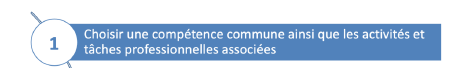 1
Choisir une compétence commune ainsi que les activités et
tâches professionnelles associées